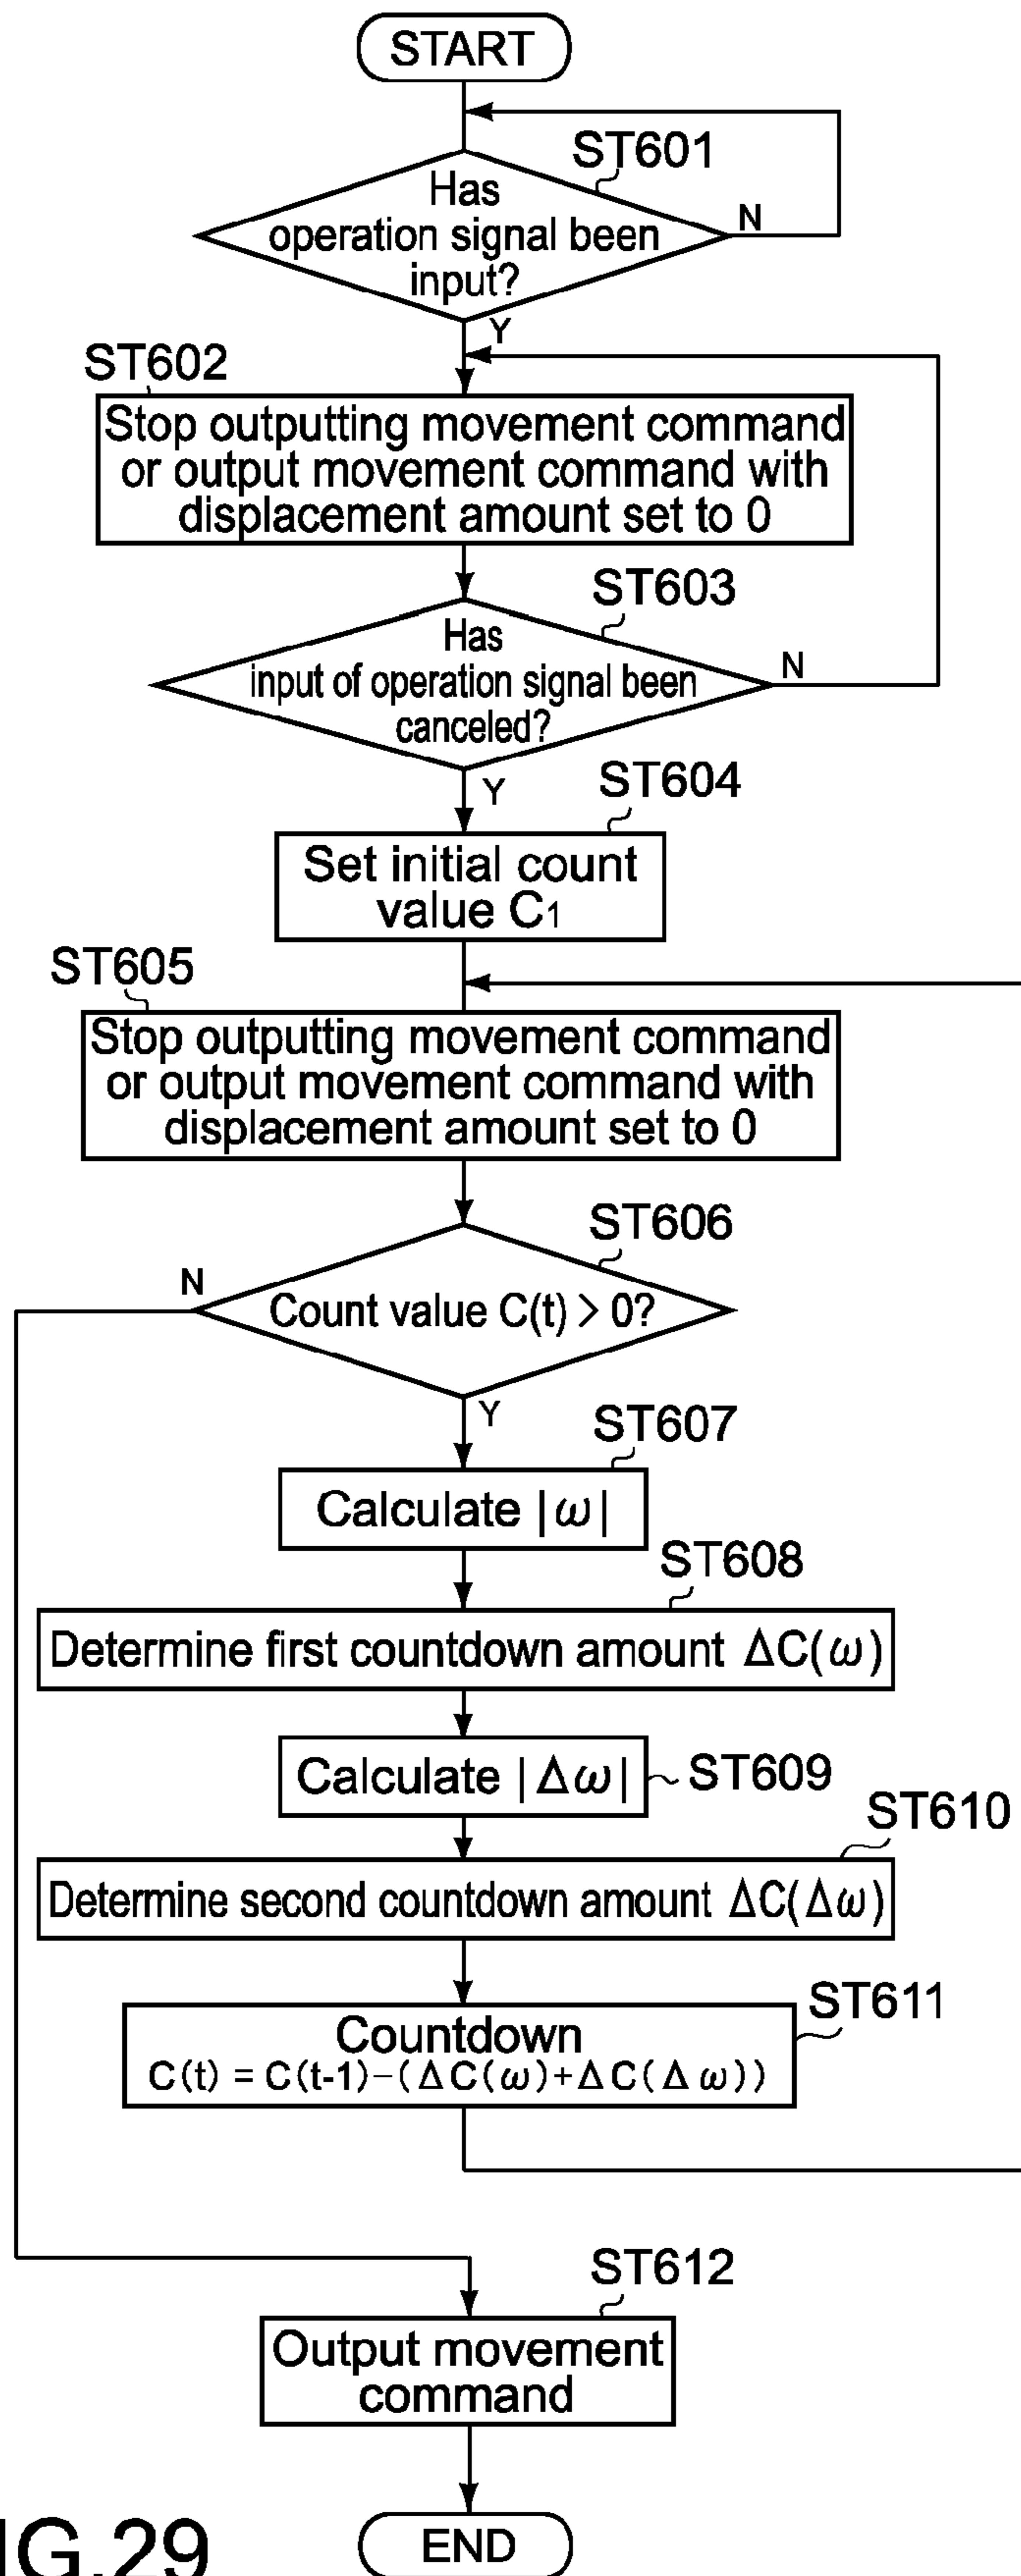 START
ST601
Has
operation signal been
input?
N
Y
ST602
Stop outputting movement command
or output movement command with
displacement amount set to 0
ST603
Has
input of operation signal been
canceled?
N
Y
ST604
Set initial count
value C1
ST605
Stop outputting movement command
or output movement command with
displacement amount set to 0
ST606
N
Count value C(t) > 0?
Y
ST607
Calculate |ω|
ST608
Determine first countdown amount ΔC(ω)
Calculate |Δω|
ST609
ST610
Determine second countdown amount ΔC(Δω)
ST611
Countdown
C(t) = C(t-1)-(ΔC(ω)+ΔC(Δω))
ST612
Output movement
command
END
IG.29